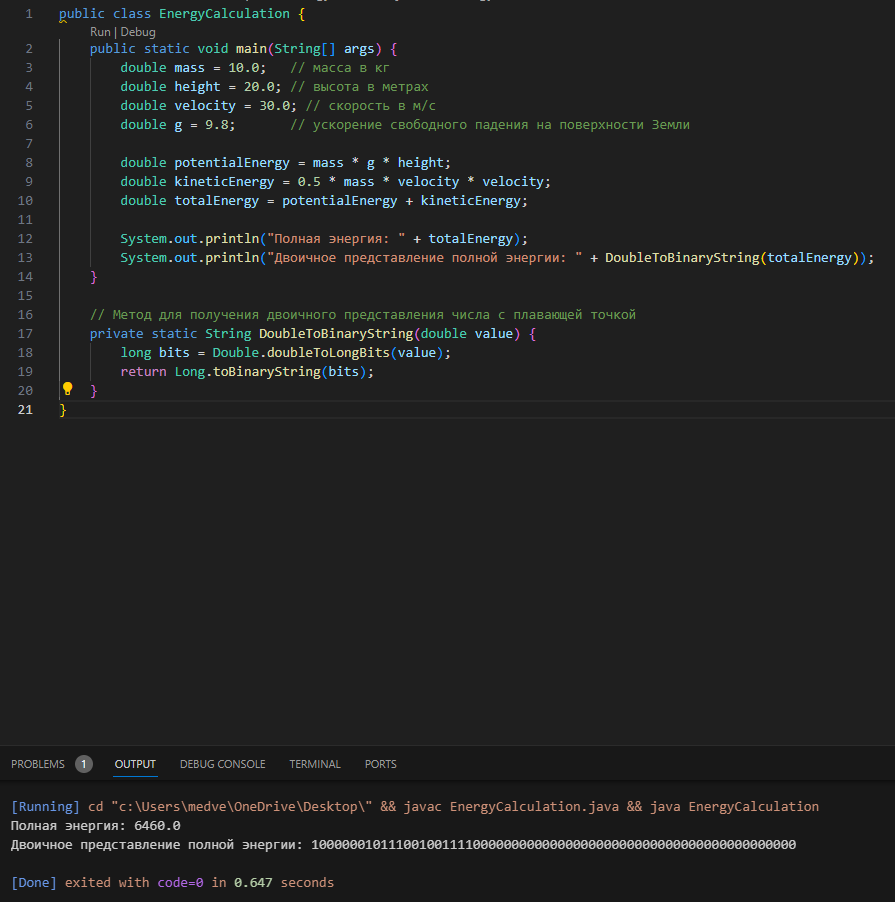 1 public class EnergyCalculation {
Run | Debug
2 public static void main(String[] args) {
3 double mass = 10.0; // масса в кг
4 double height = 20.0; // высота в метрах
5 double velocity = 30.0; // скорость в м/с
6 double g = 9.8; // ускорение свободного падения на поверхности Земли
7
8 double potentialEnergy = mass * g * height;
9 double kineticEnergy = 0.5 * mass * velocity * velocity;
10 double totalEnergy = potentialEnergy + kineticEnergy;
11
12 System.out.println("Полная энергия: " + totalEnergy);
13 System.out.println("Двоичное представление полной энергии: " + DoubleToBinaryString(totalEnergy));
14 }
15
16 // Метод для получения двоичного представления числа с плавающей точкой
17 private static String DoubleToBinaryString(double value) {
18 long bits = Double.doubleToLongBits(value);
19 return Long.toBinaryString(bits);
20 }
21 }
PROBLEMS 1 OUTPUT DEBUG CONSOLE TERMINAL PORTS
[Running] cd "c:\Users\medve\OneDrive\Desktop\" && javac EnergyCalculation.java && java EnergyCalculation
Полная энергия: 6460.0
Двоичное представление полной энергии: 100000010111001001111000000000000000000000000000000000000000000
[Done] exited with code=0 in 0.647 seconds